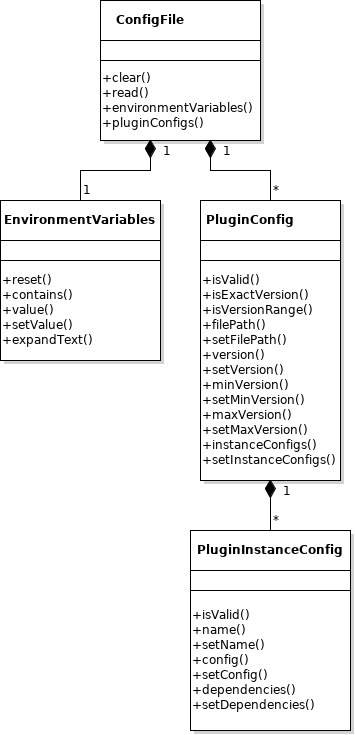 ConfigFile
+clear()
+read()
+environmentVariables()
+pluginConfigs()
1
1
1
*
EnvironmentVariables
+reset()
+contains()
+value()
+setValue()
+expandText()
PluginConfig
+isValid()
+isExactVersion()
+isVersionRange()
+filePath()
+setFilePath()
+version()
+setVersion()
+minVersion()
+setMinVersion()
+maxVersion()
+setMaxVersion()
+instanceConfigs()
+setInstanceConfigs()
1
*
PluginInstanceConfig
+isValid()
+name()
+setName()
+config()
+setConfig()
+dependencies()
+setDependencies()